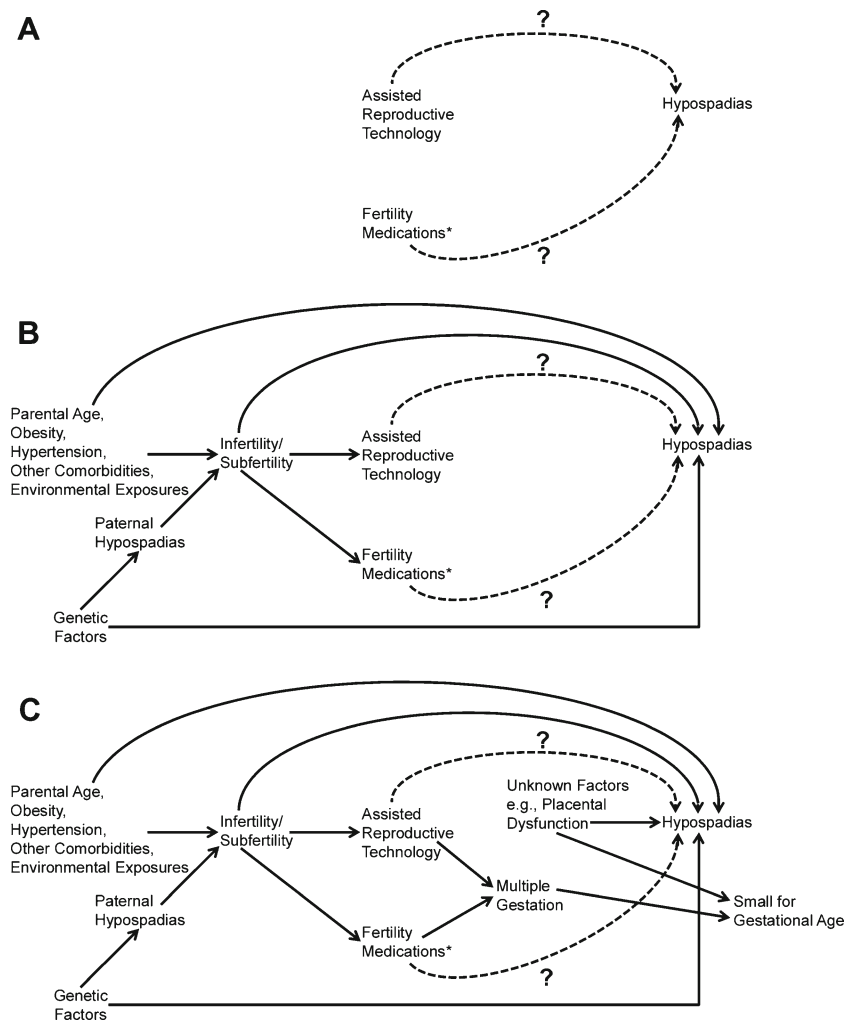 A
?
Assisted
Reproductive
Technology
Hypospadias
Fertility
Medications*
?
B
?
Parental Age,
Obesity,
Hypertension,
Other Comorbidities,
Environmental Exposures
Infertility/
Subfertility
Assisted
Reproductive
Technology
Hypospadias
Paternal
Hypospadias
Fertility
Medications*
?
Genetic
Factors
C
?
Parental Age,
Obesity,
Hypertension,
Other Comorbidities,
Environmental Exposures
Infertility/
Subfertility
Assisted
Reproductive
Technology
Unknown Factors
e.g., Placental
Dysfunction
Hypospadias
Multiple
Gestation
Small for
Gestational Age
Paternal
Hypospadias
Fertility
Medications*
?
Genetic
Factors